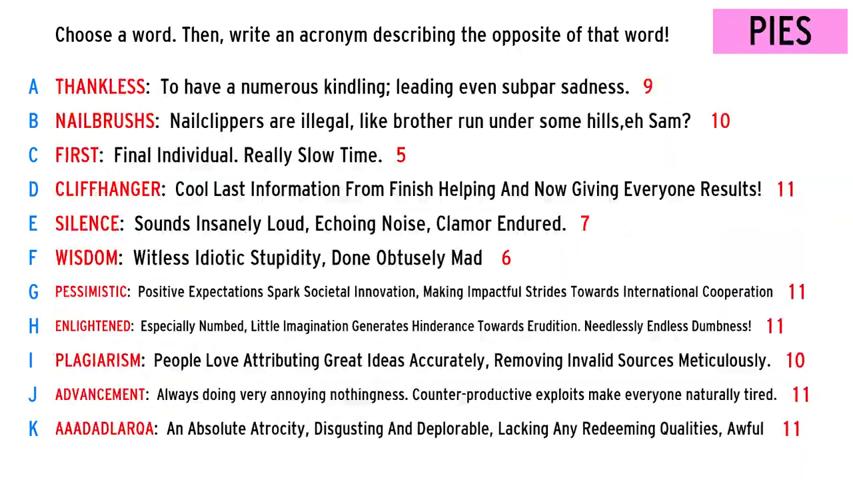 Choose a word. Then, write an acronym describing the opposite of that word!
PIES
A THANKLESS: To have a numerous kindling; leading even subpar sadness. 9
B NAILBRUSHS: Nailclippers are illegal, like brother run under some hills,eh Sam? 10
C FIRST: Final Individual. Really Slow Time. 5
D CLIFFHANGER: Cool Last Information From Finish Helping And Now Giving Everyone Results! 11
E SILENCE: Sounds Insanely Loud, Echoing Noise, Clamor Endured. 7
F WISDOM: Witless Idiotic Stupidity, Done Obtusely Mad 6
G PESSIMISTIC: Positive Expectations Spark Societal Innovation, Making Impactful Strides Towards International Cooperation 11
H ENLIGHTENED: Especially Numbed, Little Imagination Generates Hinderance Towards Erudition. Needlessly Endless Dumbness! 11
I PLAGIARISM: People Love Attributing Great Ideas Accurately, Removing Invalid Sources Meticulously. 10
J ADVANCEMENT: Always doing very annoying nothingness. Counter-productive exploits make everyone naturally tired. 11
K AAADADLARQA: An Absolute Atrocity, Disgusting And Deplorable, Lacking Any Redeeming Qualities, Awful 11